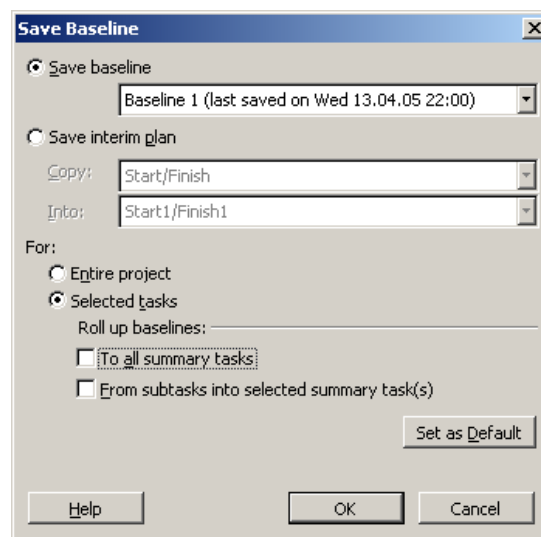 Save Baseline
Save baseline
Baseline 1 (last saved on Wed 13.04.05 22:00)
Save interim plan
Copy: Start/Finish
Into: Start1/Finish1
For:
Entire project
Selected tasks
Roll up baselines:
To all summary tasks
From subtasks into selected summary task(s)
Set as Default
Help OK Cancel